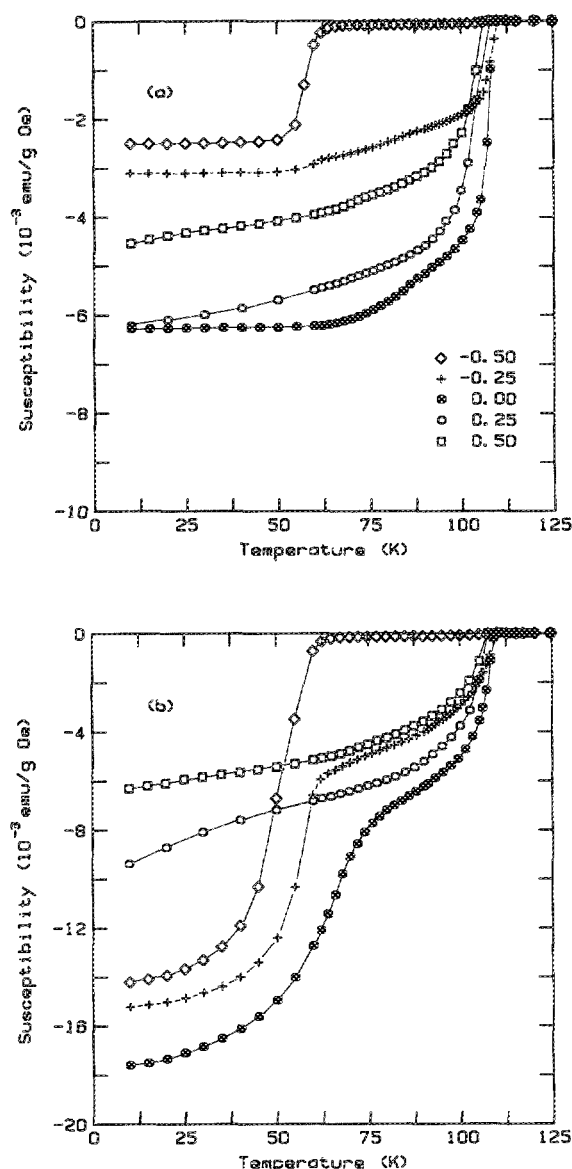 0
(a)
-2
-4
-6
-8
-10
Susceptibility (10⁻³ emu/g Oe)
-0.50
-0.25
0.00
0.25
0.50
0 25 50 75 100 125
Temperature (K)
0
(b)
-4
-8
-12
-16
-20
Susceptibility (10⁻³ emu/g Oe)
0 25 50 75 100 125
Temperature (K)